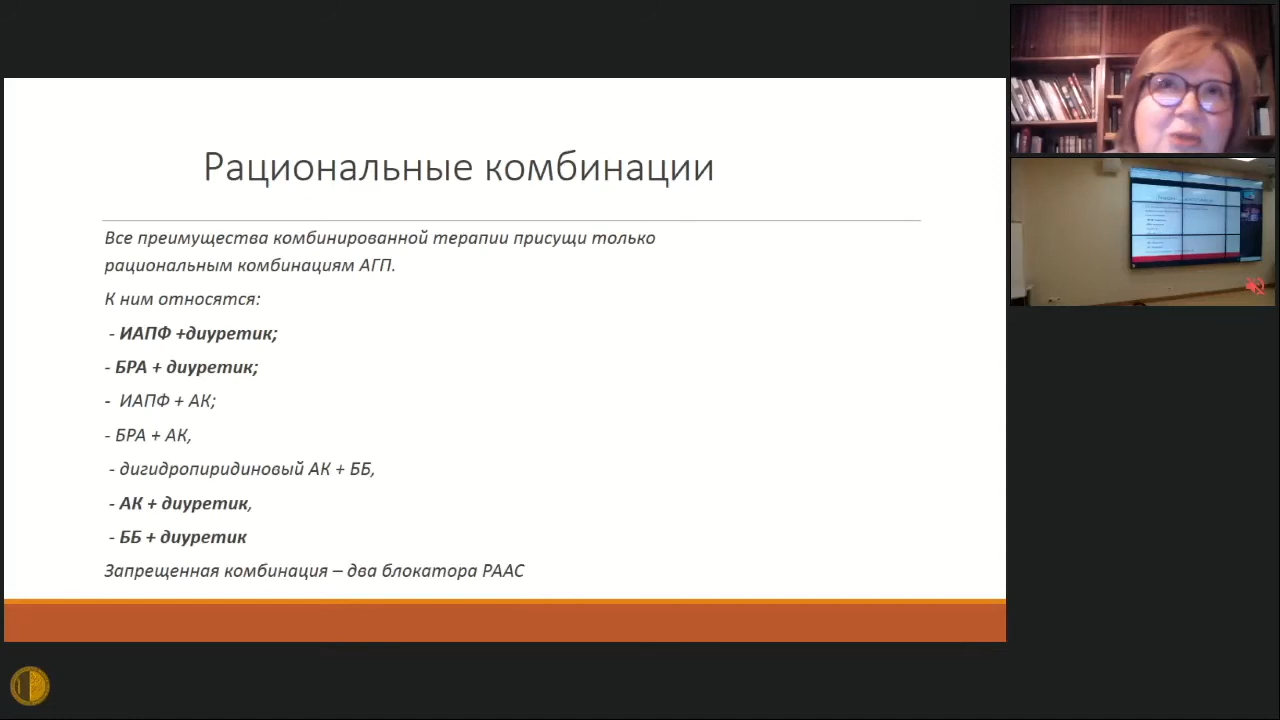 Рациональные комбинации
Все преимущества комбинированной терапии присущи только
рациональным комбинациям АГП.
К ним относятся:
- ИАПФ +диуретик;
- БРА + диуретик;
- ИАПФ + АК;
- БРА + АК,
- дигидропиридиновый АК + ББ,
- АК + диуретик,
- ББ + диуретик
Запрещенная комбинация – два блокатора РААС